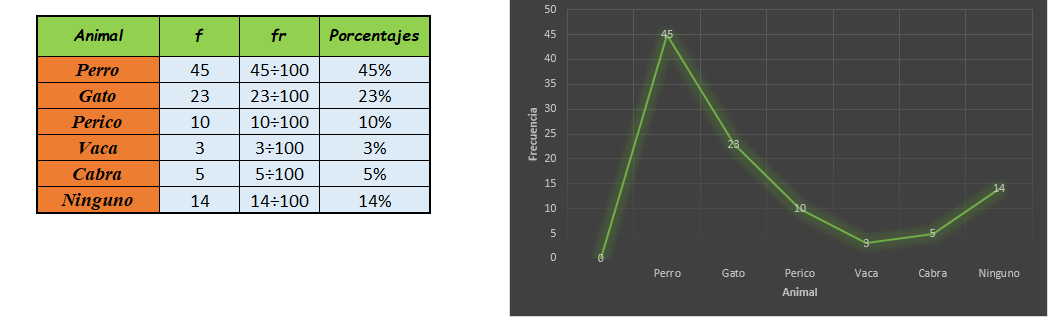 Animal f fr Porcentajes
Perro 45 45÷100 45%
Gato 23 23÷100 23%
Perico 10 10÷100 10%
Vaca 3 3÷100 3%
Cabra 5 5÷100 5%
Ninguno 14 14÷100 14%
50
45
40
35
30
25
20
15
10
5
0
Frecuencia
0 45 23 10 3 5 14
Perro Gato Perico Vaca Cabra Ninguno
Animal